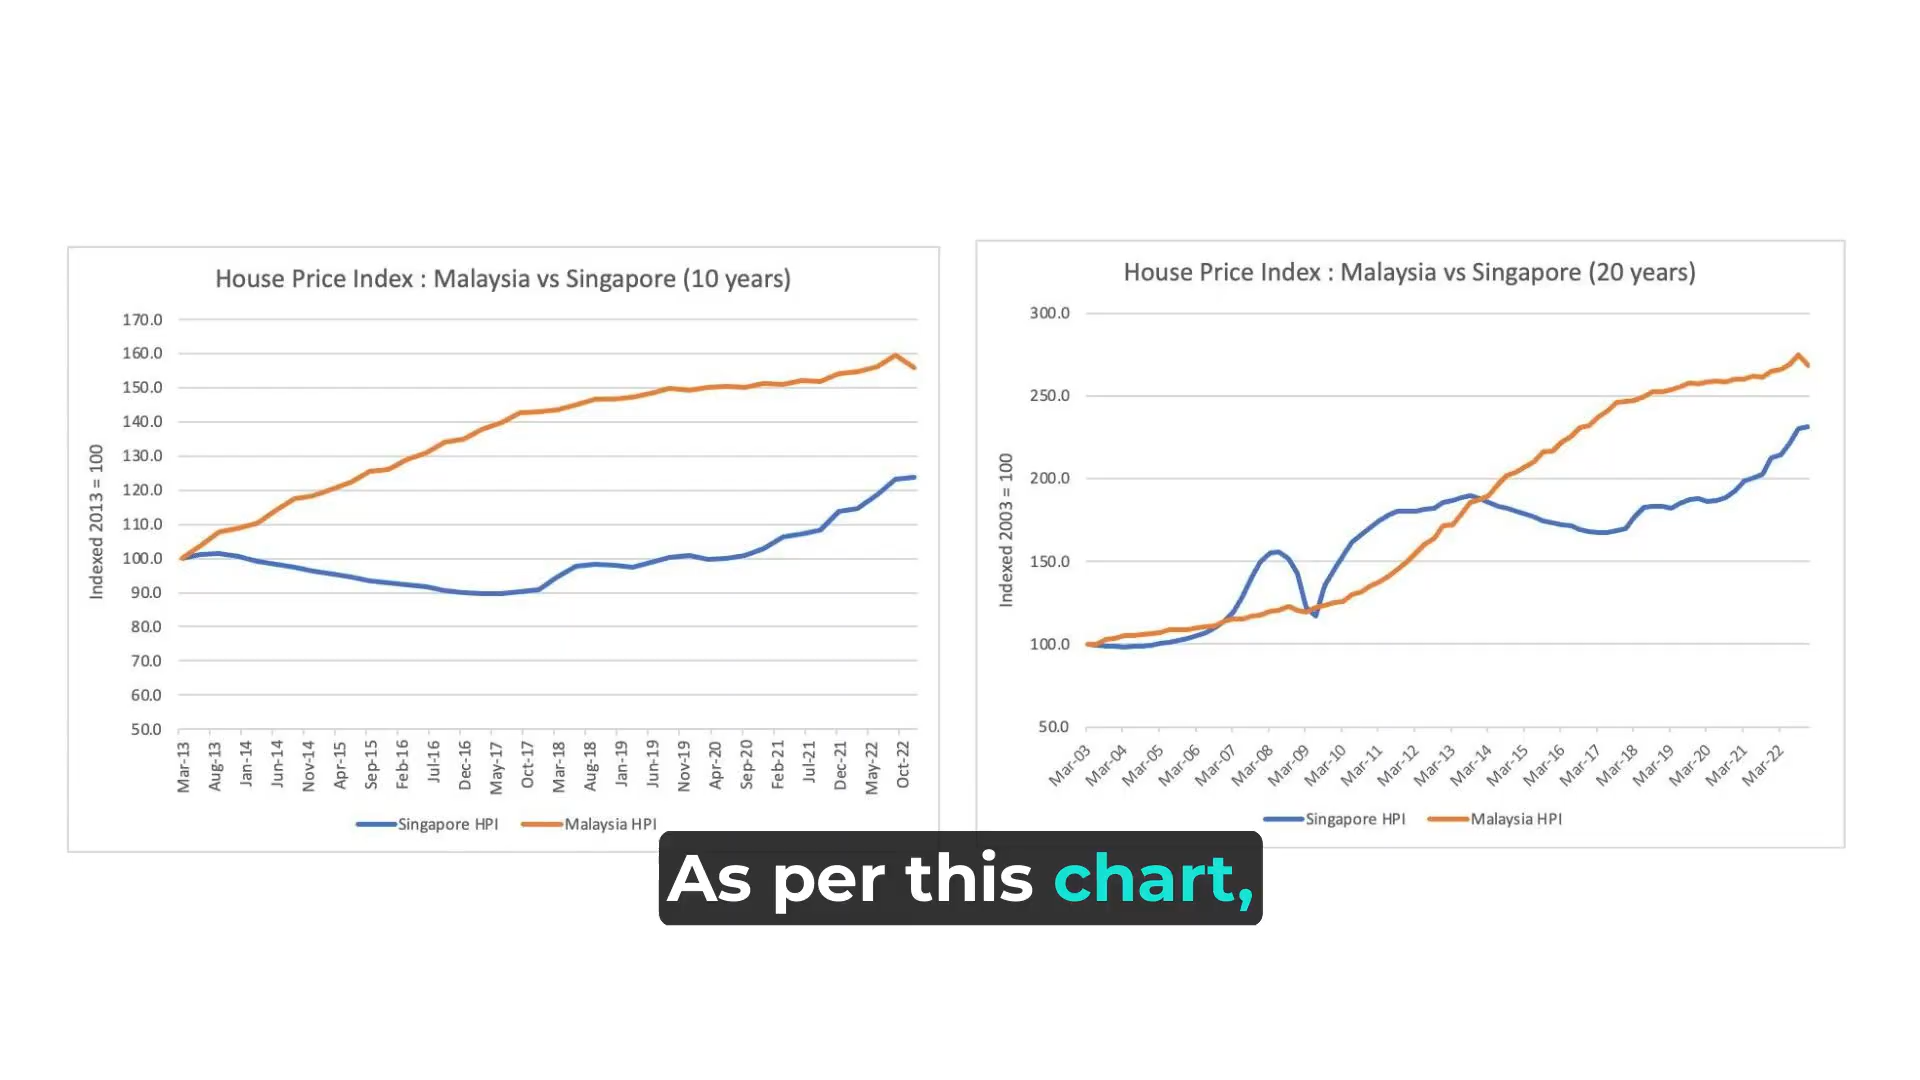 House Price Index : Malaysia vs Singapore (10 years)
170.0
160.0
150.0
140.0
130.0
120.0
110.0
100.0
90.0
80.0
70.0
60.0
50.0
Indexed 2013 = 100
Mar-13
Aug-13
Jan-14
Jun-14
Nov-14
Apr-15
Sep-15
Feb-16
Jul-16
Dec-16
May-17
Oct-17
Mar-18
Aug-18
Jan-19
Jun-19
Nov-19
Apr-20
Sep-20
Feb-21
Jul-21
Dec-21
May-22
Oct-22
Singapore HPI
Malaysia HPI
House Price Index : Malaysia vs Singapore (20 years)
300.0
250.0
200.0
150.0
100.0
50.0
Indexed 2003 = 100
Mar-03
Mar-04
Mar-05
Mar-06
Mar-07
Mar-08
Mar-09
Mar-10
Mar-11
Mar-12
Mar-13
Mar-14
Mar-15
Mar-16
Mar-17
Mar-18
Mar-19
Mar-20
Mar-21
Mar-22
Singapore HPI
Malaysia HPI
As per this chart,